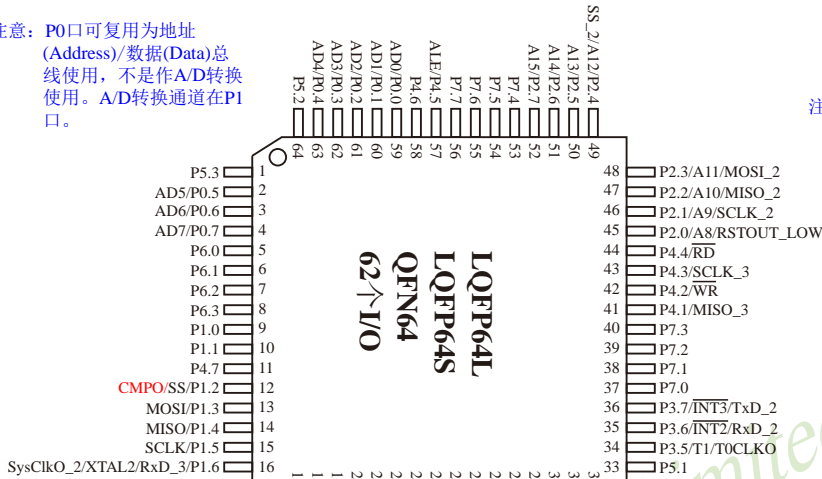 注意：P0口可复用为地址
(Address)/数据(Data)总
线使用，不是作A/D转换
使用。A/D转换通道在P1
口。
注
P5.2
AD4/P0.4
AD3/P0.3
AD2/P0.2
AD1/P0.1
AD0/P0.0
P4.6
ALE/P4.5
P7.7
P7.6
P7.5
P7.4
A15/P2.7
A14/P2.6
A13/P2.5
SS_2/A12/P2.4
64
63
62
61
60
59
58
57
56
55
54
53
52
51
50
49
P5.3 1
AD5/P0.5 2
AD6/P0.6 3
AD7/P0.7 4
P6.0 5
P6.1 6
P6.2 7
P6.3 8
P1.0 9
P1.1 10
P4.7 11
CMPO/SS/P1.2 12
MOSI/P1.3 13
MISO/P1.4 14
SCLK/P1.5 15
SysClkO_2/XTAL2/RxD_3/P1.6 16
LQFP64L
LQFP64S
QFN64
62个I/O
48 P2.3/A11/MOSI_2
47 P2.2/A10/MISO_2
46 P2.1/A9/SCLK_2
45 P2.0/A8/RSTOUT_LOW
44 P4.4/RD
43 P4.3/SCLK_3
42 P4.2/WR
41 P4.1/MISO_3
40 P7.3
39 P7.2
38 P7.1
37 P7.0
36 P3.7/INT3/TxD_2
35 P3.6/INT2/RxD_2
34 P3.5/T1/T0CLKO
33 P5.1